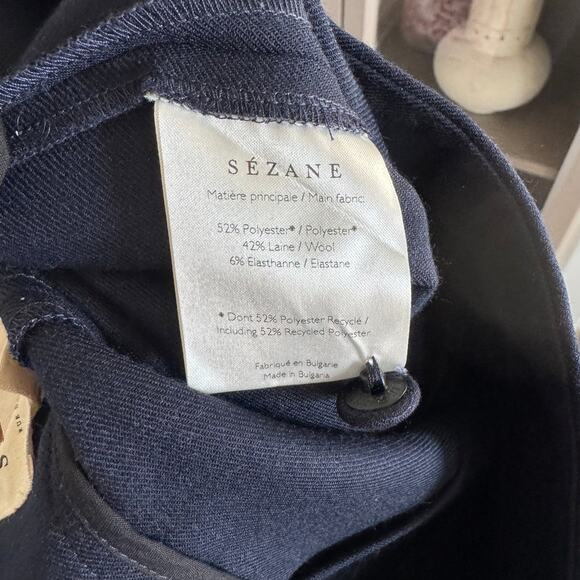 SÉZANE
Matière principale / Main fabric:
52% Polyester* / Polyester*
42% Laine / Wool
6% Elasthanne / Elastane
* Dont 52% Polyester Recyclé /
Including 52% Recycled Polyester
Fabriqué en Bulgarie
Made in Bulgaria